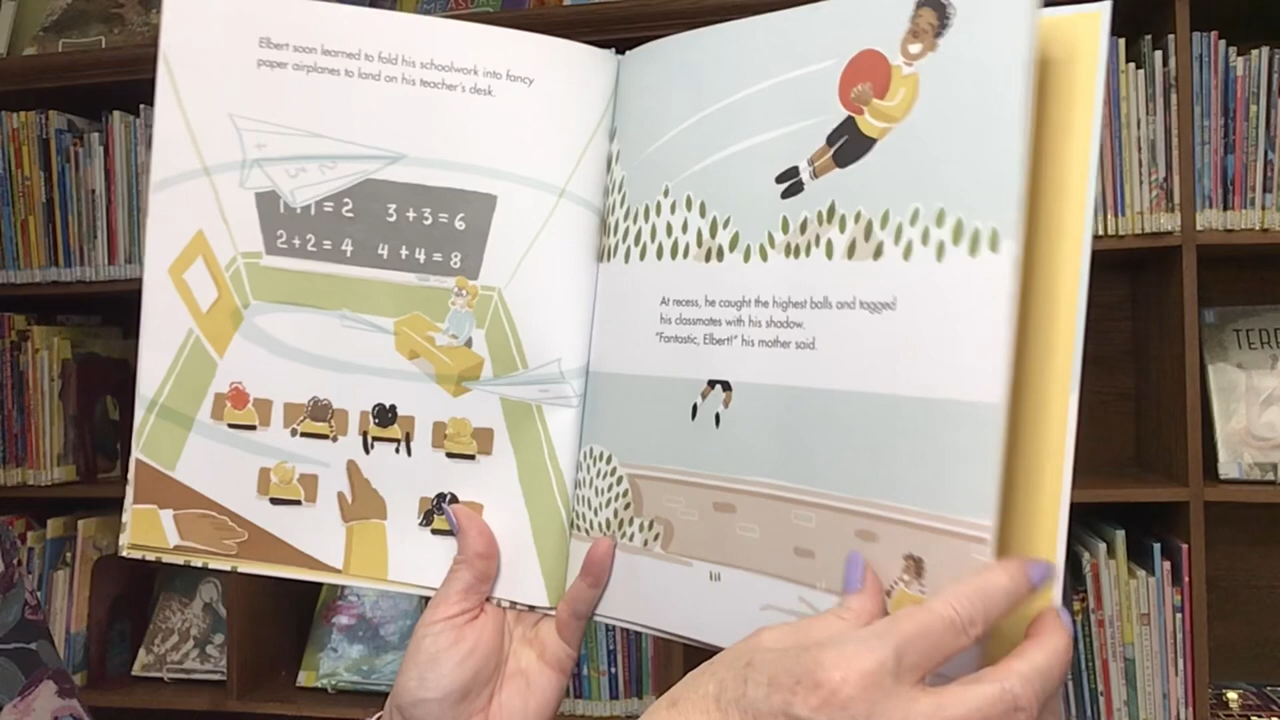 MEASURE
Elbert soon learned to fold his schoolwork into fancy
paper airplanes to land on his teacher's desk.
1+1=2 3+3=6
2+2=4 4+4=8
At recess, he caught the highest balls and tagged
his classmates with his shadow.
"Fantastic, Elbert!" his mother said.
TER